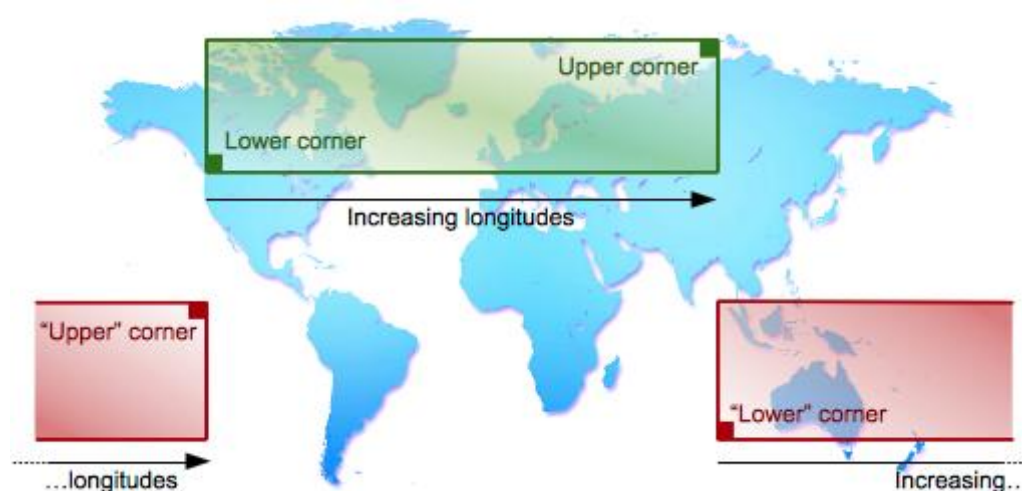 Upper corner
Lower corner
Increasing longitudes
“Upper” corner
“Lower” corner
...longitudes
Increasing...